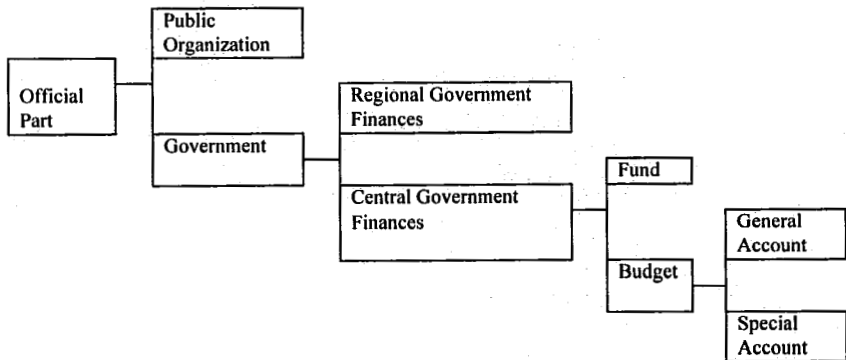 Public
Organization
Official
Part
Regional Government
Finances
Government
Fund
Central Government
Finances
General
Account
Budget
Special
Account